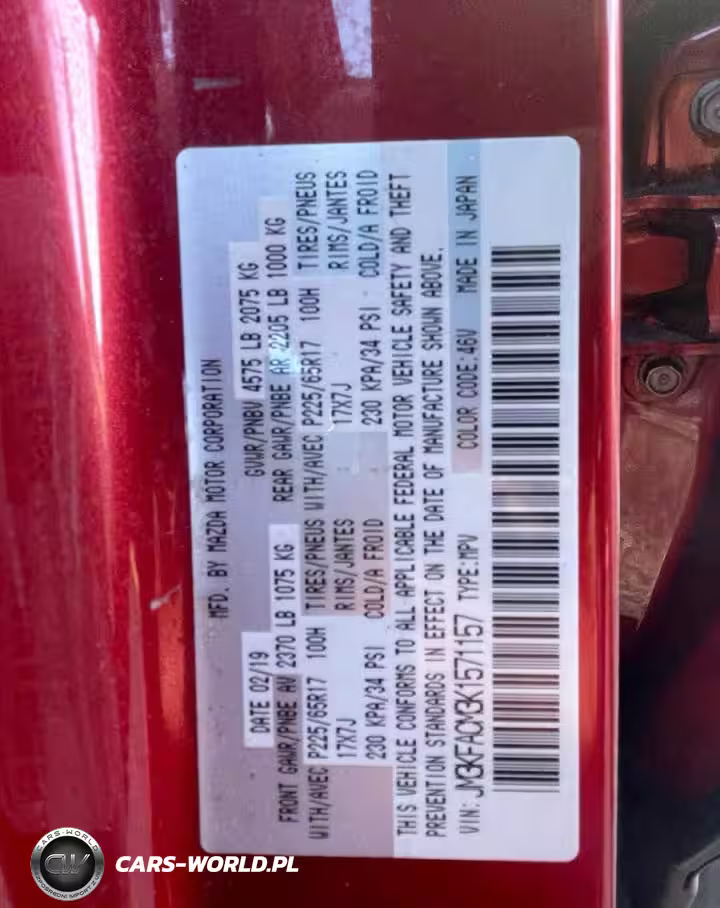 MFD. BY MAZDA MOTOR CORPORATION
DATE 02/19 GVWR/PNBV 4575 LB 2075 KG
FRONT GAWR/PNBE AV 2370 LB 1075 KG REAR GAWR/PNBE AR 2205 LB 1000 KG
WITH/AVEC P225/65R17 100H TIRES/PNEUS WITH/AVEC P225/65R17 100H TIRES/PNEUS
17X7J RIMS/JANTES 17X7J RIMS/JANTES
230 KPA/34 PSI COLD/A FROID 230 KPA/34 PSI COLD/A FROID
THIS VEHICLE CONFORMS TO ALL APPLICABLE FEDERAL MOTOR VEHICLE SAFETY AND THEFT
PREVENTION STANDARDS IN EFFECT ON THE DATE OF MANUFACTURE SHOWN ABOVE.
VIN: JM3KFACM3K1571157 TYPE:MPV COLOR CODE:46V MADE IN JAPAN
CARS-WORLD
CW
CARS-WORLD.PL